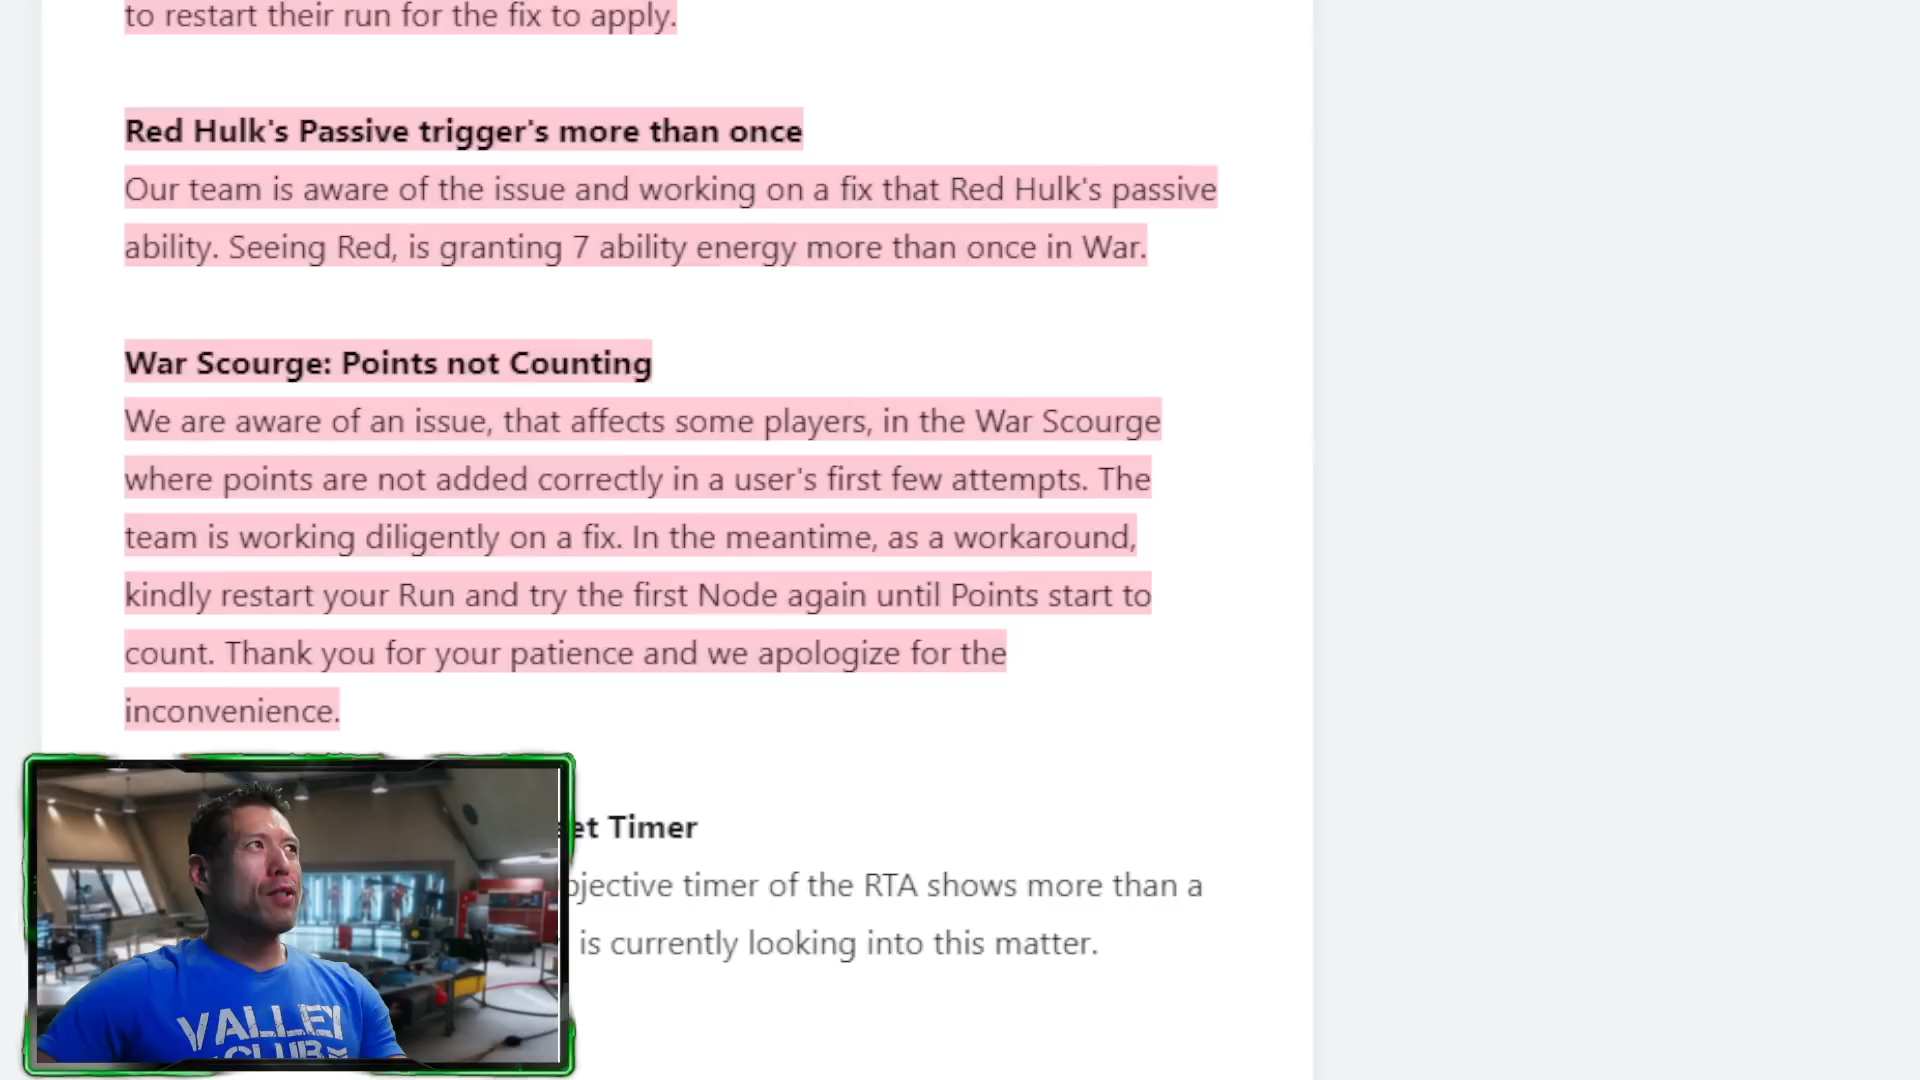 to restart their run for the fix to apply.
Red Hulk's Passive trigger's more than once
Our team is aware of the issue and working on a fix that Red Hulk's passive
ability. Seeing Red, is granting 7 ability energy more than once in War.
War Scourge: Points not Counting
We are aware of an issue, that affects some players, in the War Scourge
where points are not added correctly in a user's first few attempts. The
team is working diligently on a fix. In the meantime, as a workaround,
kindly restart your Run and try the first Node again until Points start to
count. Thank you for your patience and we apologize for the
inconvenience.
et Timer
bjective timer of the RTA shows more than a
is currently looking into this matter.
VALLEY
CLUB